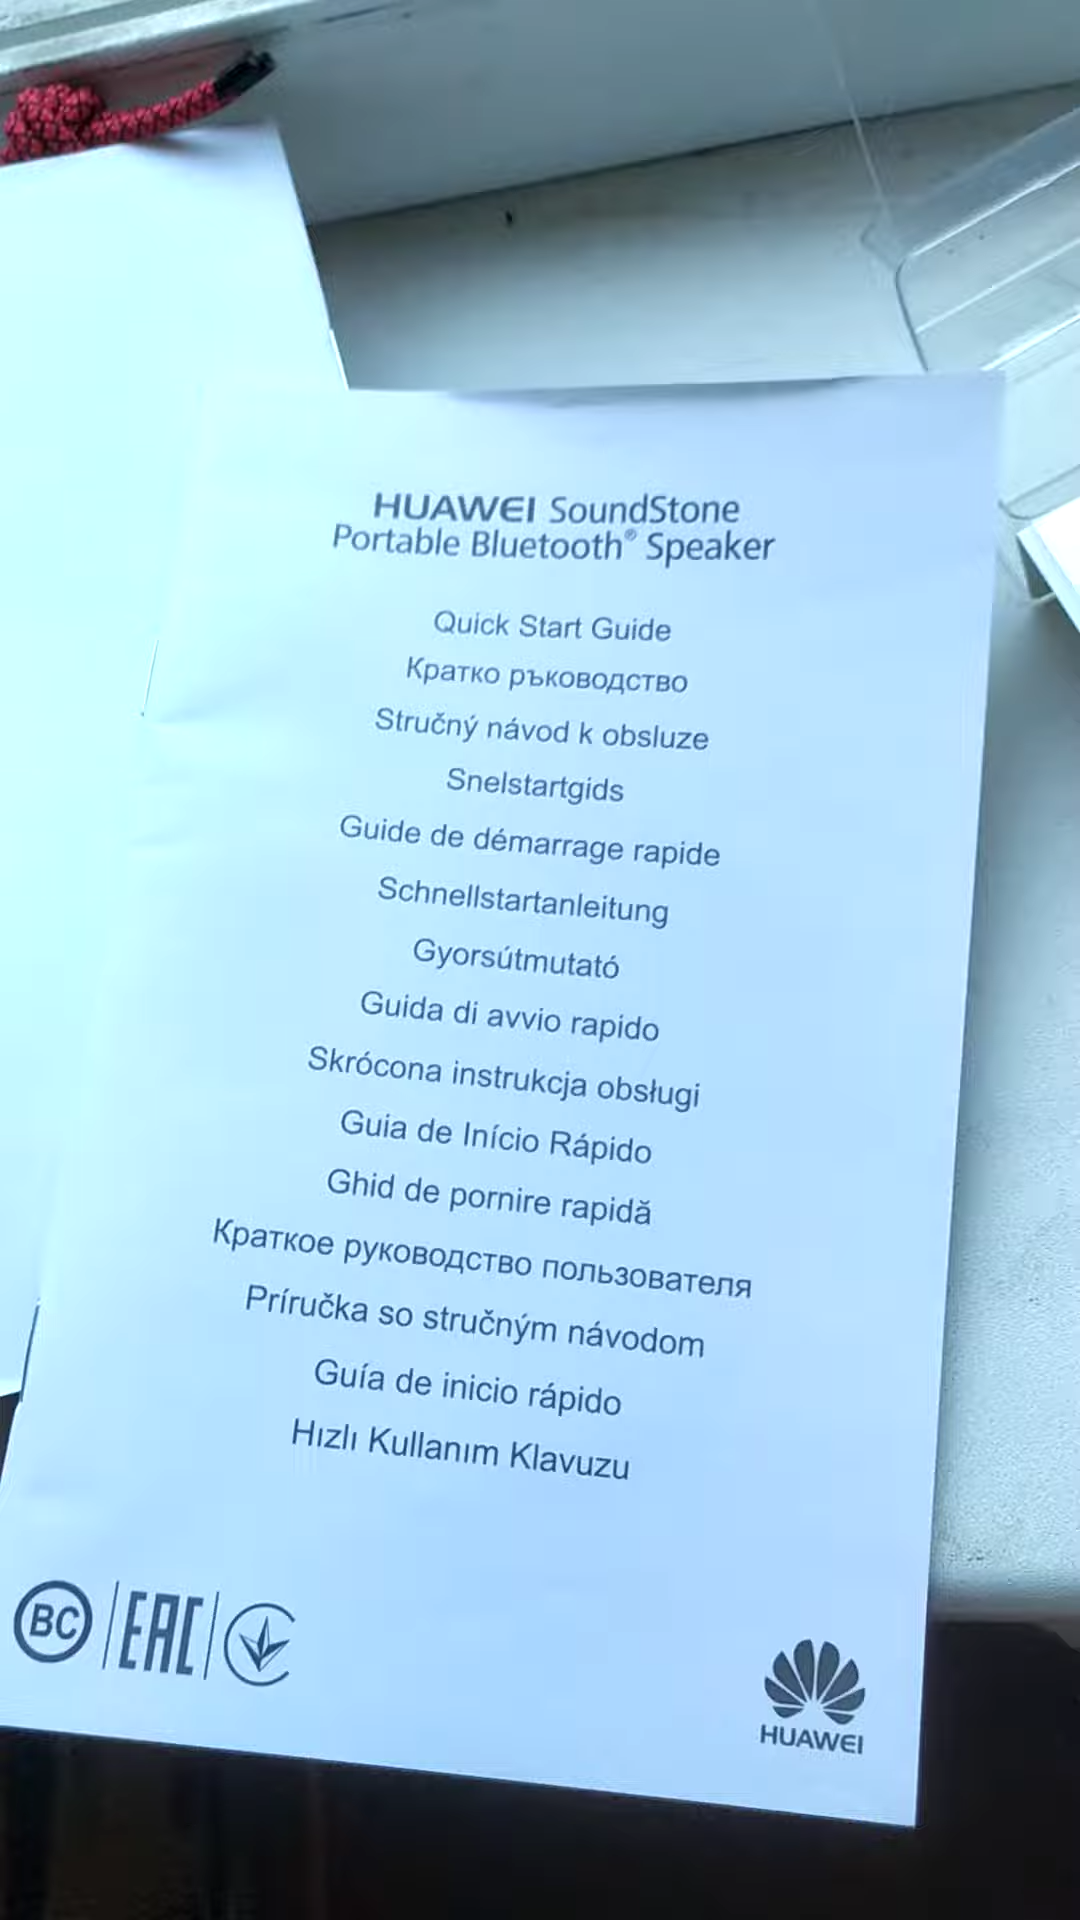 HUAWEI SoundStone
Portable Bluetooth® Speaker
Quick Start Guide
Кратко ръководство
Stručný návod k obsluze
Snelstartgids
Guide de démarrage rapide
Schnellstartanleitung
Gyorsútmutató
Guida di avvio rapido
Skrócona instrukcja obsługi
Guia de Início Rápido
Ghid de pornire rapidă
Краткое руководство пользователя
Príručka so stručným návodom
Guía de inicio rápido
Hızlı Kullanım Klavuzu
BC EAC
HUAWEI